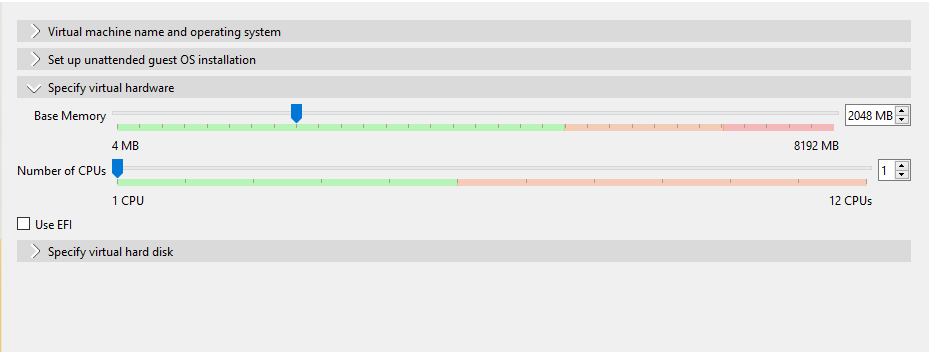 Virtual machine name and operating system
Set up unattended guest OS installation
Specify virtual hardware
Base Memory 2048 MB
4 MB 8192 MB
Number of CPUs 1
1 CPU 12 CPUs
Use EFI
Specify virtual hard disk